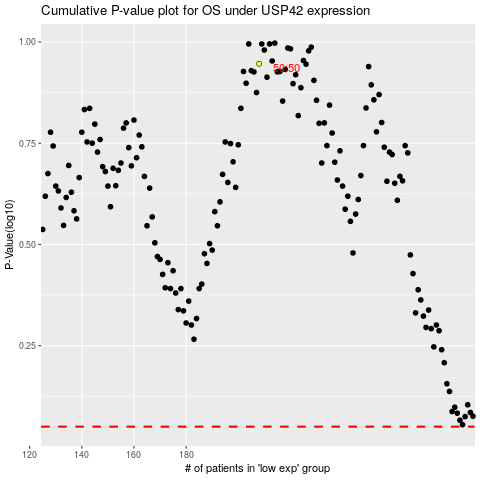 Cumulative P-value plot for OS under USP42 expression
1.00
50:50
0.75
P-Value(log10)
0.50
0.25
120 140 160 180
# of patients in 'low exp' group